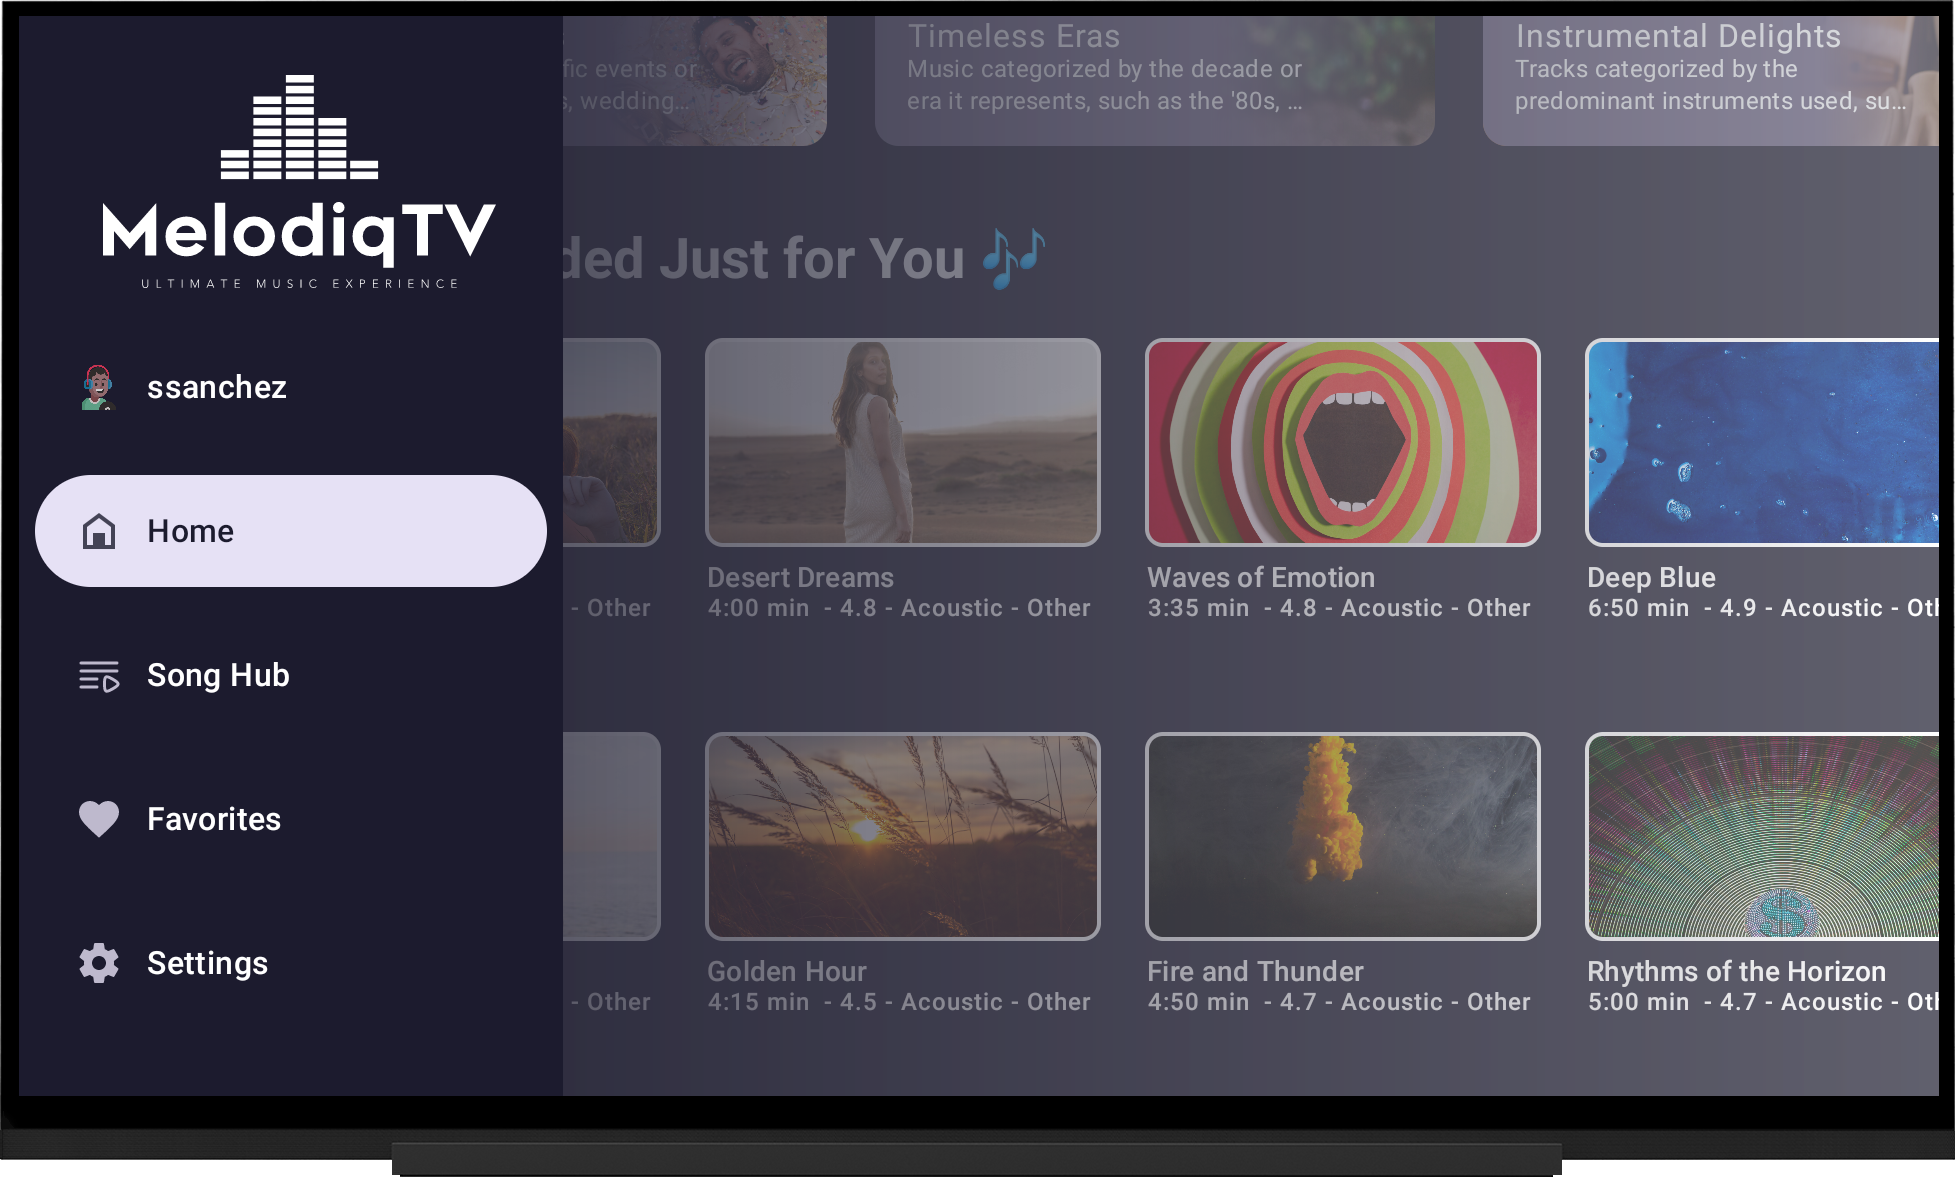 MelodiqTV
ULTIMATE MUSIC EXPERIENCE
ssanchez
Home
Song Hub
Favorites
Settings
fic events or
s, wedding…
Timeless Eras
Music categorized by the decade or
era it represents, such as the '80s, …
Instrumental Delights
Tracks categorized by the
predominant instruments used, su…
ded Just for You 🎶
- Other
Desert Dreams
4:00 min - 4.8 - Acoustic - Other
Waves of Emotion
3:35 min - 4.8 - Acoustic - Other
Deep Blue
6:50 min - 4.9 - Acoustic - Oth
- Other
Golden Hour
4:15 min - 4.5 - Acoustic - Other
Fire and Thunder
4:50 min - 4.7 - Acoustic - Other
Rhythms of the Horizon
5:00 min - 4.7 - Acoustic - Oth